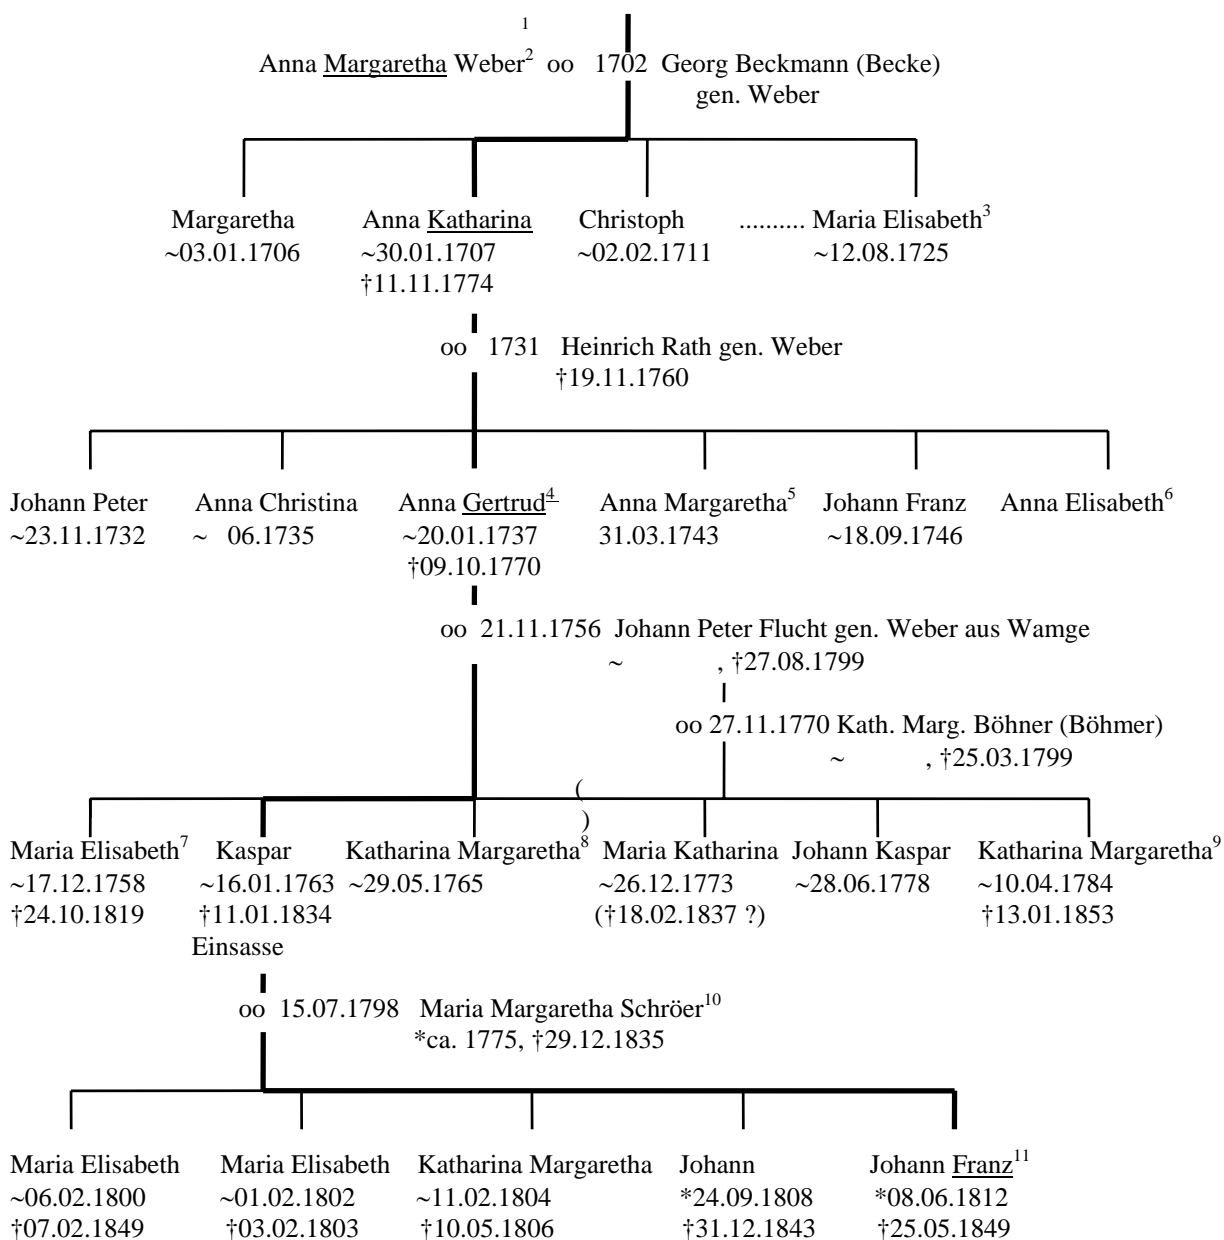 1
Anna Margaretha Weber2 oo 1702 Georg Beckmann (Becke)
gen. Weber
Margaretha Anna Katharina Christoph .......... Maria Elisabeth3
~03.01.1706 ~30.01.1707 ~02.02.1711 ~12.08.1725
†11.11.1774
oo 1731 Heinrich Rath gen. Weber
†19.11.1760
Johann Peter Anna Christina Anna Gertrud4 Anna Margaretha5 Johann Franz Anna Elisabeth6
~23.11.1732 ~ 06.1735 ~20.01.1737 31.03.1743 ~18.09.1746
†09.10.1770
oo 21.11.1756 Johann Peter Flucht gen. Weber aus Wamge
~ , †27.08.1799
oo 27.11.1770 Kath. Marg. Böhner (Böhmer)
~ , †25.03.1799
(
)
Maria Elisabeth7 Kaspar Katharina Margaretha8 Maria Katharina Johann Kaspar Katharina Margaretha9
~17.12.1758 ~16.01.1763 ~29.05.1765 ~26.12.1773 ~28.06.1778 ~10.04.1784
†24.10.1819 †11.01.1834 (†18.02.1837 ?) †13.01.1853
Einsasse
oo 15.07.1798 Maria Margaretha Schröer10
*ca. 1775, †29.12.1835
Maria Elisabeth Maria Elisabeth Katharina Margaretha Johann Johann Franz11
~06.02.1800 ~01.02.1802 ~11.02.1804 *24.09.1808 *08.06.1812
†07.02.1849 †03.02.1803 †10.05.1806 †31.12.1843 †25.05.1849